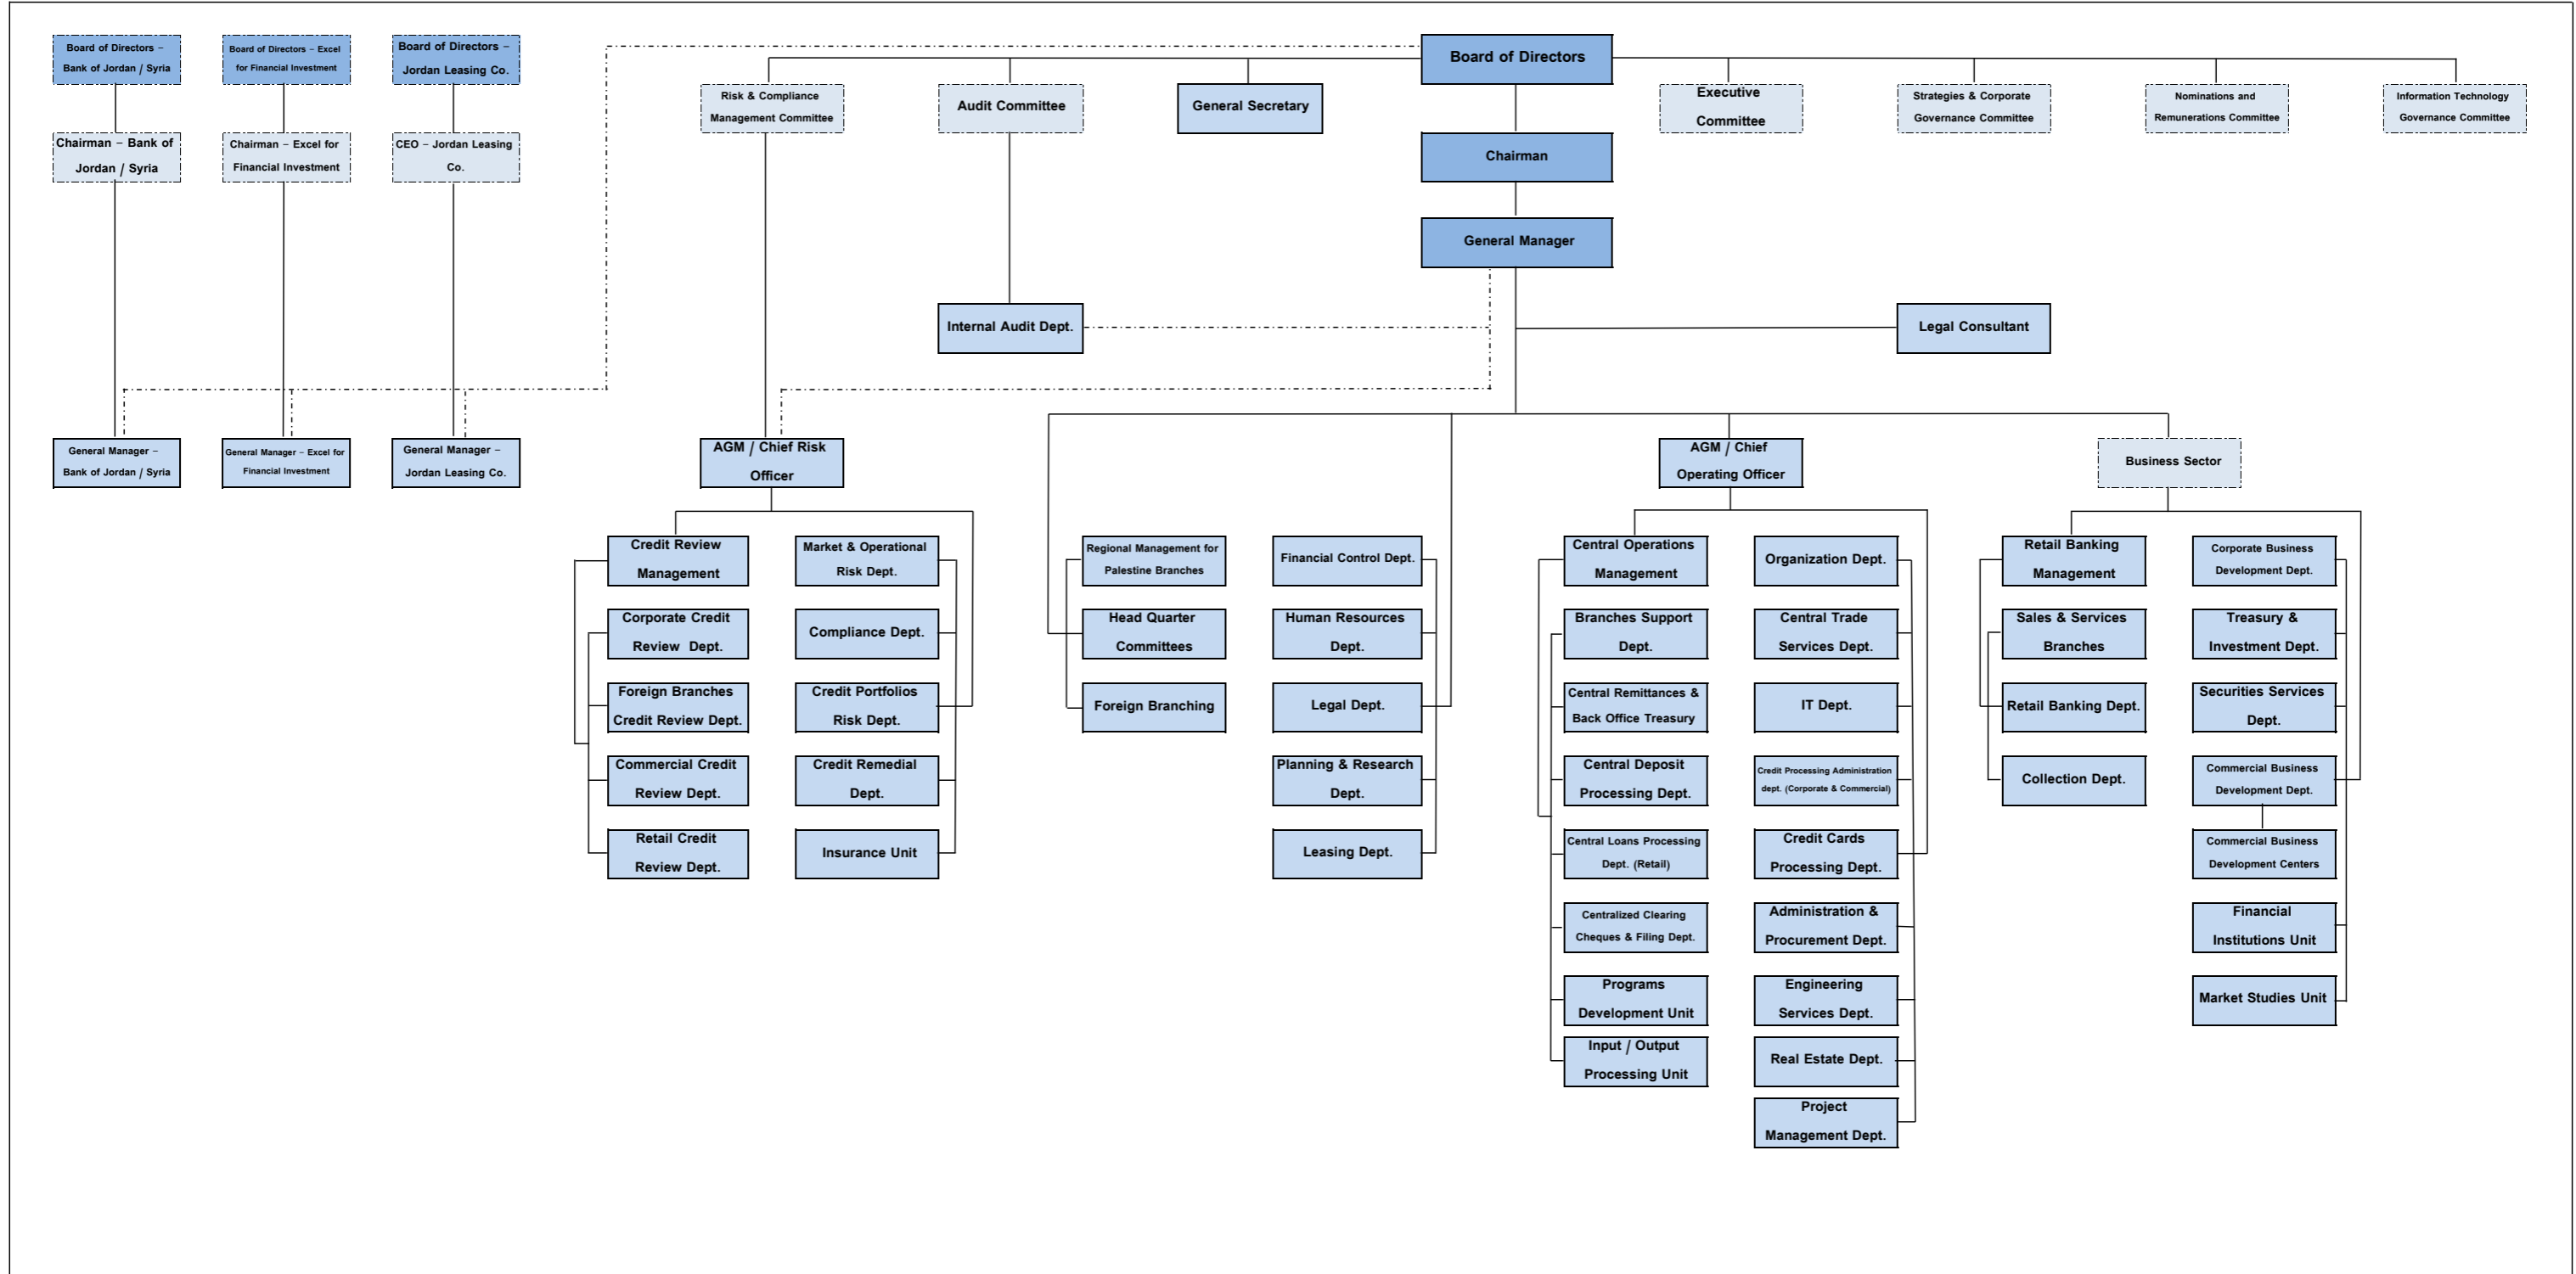 Board of Directors –
Bank of Jordan / Syria
Board of Directors – Excel
for Financial Investment
Board of Directors –
Jordan Leasing Co.
Board of Directors
Risk & Compliance
Management Committee
Audit Committee
General Secretary
Executive
Committee
Strategies & Corporate
Governance Committee
Nominations and
Remunerations Committee
Information Technology
Governance Committee
Chairman – Bank of
Jordan / Syria
Chairman – Excel for
Financial Investment
CEO – Jordan Leasing
Co.
Chairman
General Manager
Internal Audit Dept.
Legal Consultant
General Manager –
Bank of Jordan / Syria
General Manager – Excel for
Financial Investment
General Manager –
Jordan Leasing Co.
AGM / Chief Risk
Officer
AGM / Chief
Operating Officer
Business Sector
Credit Review
Management
Corporate Credit
Review Dept.
Foreign Branches
Credit Review Dept.
Commercial Credit
Review Dept.
Retail Credit
Review Dept.
Market & Operational
Risk Dept.
Compliance Dept.
Credit Portfolios
Risk Dept.
Credit Remedial
Dept.
Insurance Unit
Regional Management for
Palestine Branches
Head Quarter
Committees
Foreign Branching
Financial Control Dept.
Human Resources
Dept.
Legal Dept.
Planning & Research
Dept.
Leasing Dept.
Central Operations
Management
Branches Support
Dept.
Central Remittances &
Back Office Treasury
Central Deposit
Processing Dept.
Central Loans Processing
Dept. (Retail)
Centralized Clearing
Cheques & Filing Dept.
Programs
Development Unit
Input / Output
Processing Unit
Organization Dept.
Central Trade
Services Dept.
IT Dept.
Credit Processing Administration
dept. (Corporate & Commercial)
Credit Cards
Processing Dept.
Administration &
Procurement Dept.
Engineering
Services Dept.
Real Estate Dept.
Project
Management Dept.
Retail Banking
Management
Sales & Services
Branches
Retail Banking Dept.
Collection Dept.
Corporate Business
Development Dept.
Treasury &
Investment Dept.
Securities Services
Dept.
Commercial Business
Development Dept.
Commercial Business
Development Centers
Financial
Institutions Unit
Market Studies Unit